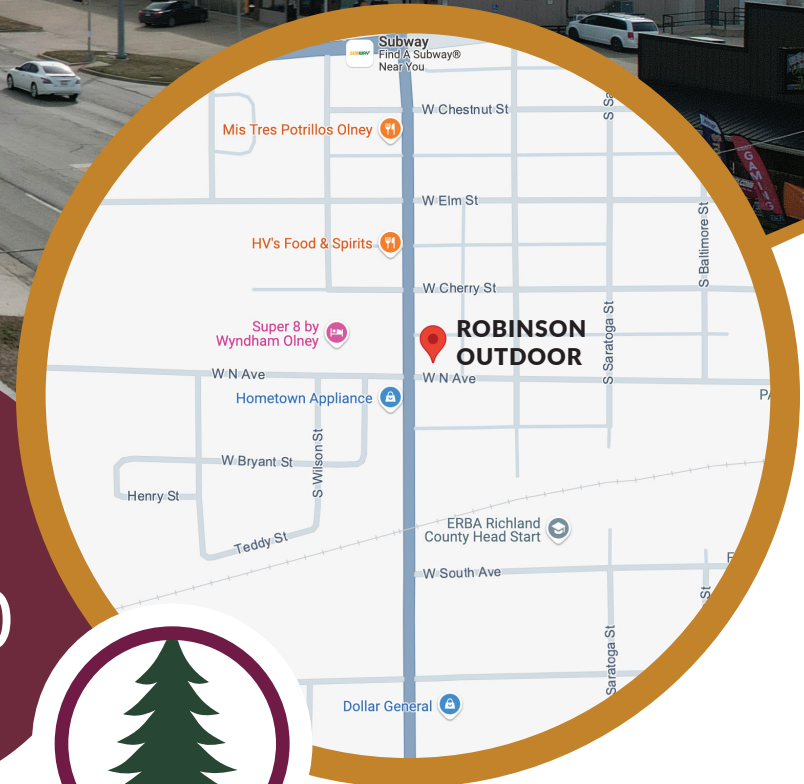 Subway
Find A Subway®
Near You
W Chestnut St
Mis Tres Potrillos Olney
W Elm St
GAMING
S Baltimore St
HV's Food & Spirits
W Cherry St
Super 8 by
Wyndham Olney
ROBINSON
OUTDOOR
S Saratoga St
W N Ave
W N Ave
Hometown Appliance
S Wilson St
W Bryant St
Henry St
ERBA Richland
County Head Start
Teddy St
W South Ave
Saratoga St
Dollar General